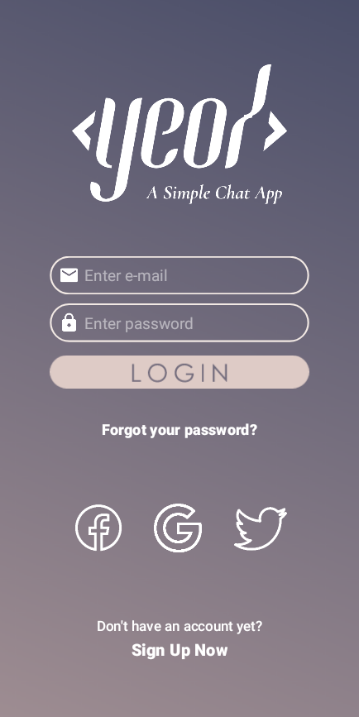 <yeol>
A Simple Chat App
Enter e-mail
Enter password
LOGIN
Forgot your password?
Don't have an account yet?
Sign Up Now